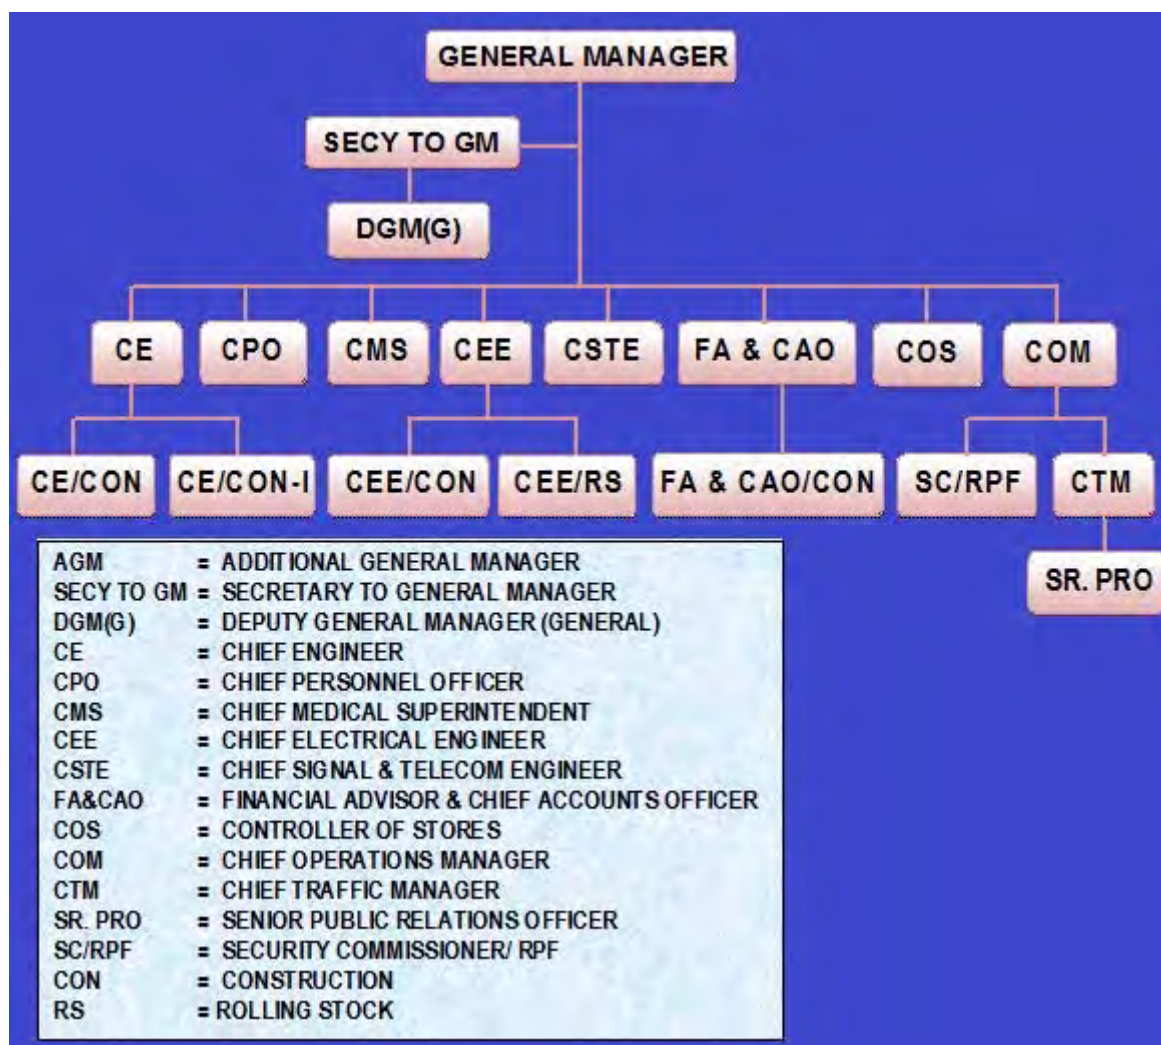 GENERAL MANAGER
SECY TO GM
DGM(G)
CE CPO CMS CEE CSTE FA & CAO COS COM
CE/CON CE/CON-I CEE/CON CEE/RS FA & CAO/CON SC/RPF CTM
SR. PRO
AGM = ADDITIONAL GENERAL MANAGER
SECY TO GM = SECRETARY TO GENERAL MANAGER
DGM(G) = DEPUTY GENERAL MANAGER (GENERAL)
CE = CHIEF ENGINEER
CPO = CHIEF PERSONNEL OFFICER
CMS = CHIEF MEDICAL SUPERINTENDENT
CEE = CHIEF ELECTRICAL ENGINEER
CSTE = CHIEF SIGNAL & TELECOM ENGINEER
FA&CAO = FINANCIAL ADVISOR & CHIEF ACCOUNTS OFFICER
COS = CONTROLLER OF STORES
COM = CHIEF OPERATIONS MANAGER
CTM = CHIEF TRAFFIC MANAGER
SR. PRO = SENIOR PUBLIC RELATIONS OFFICER
SC/RPF = SECURITY COMMISSIONER/ RPF
CON = CONSTRUCTION
RS = ROLLING STOCK